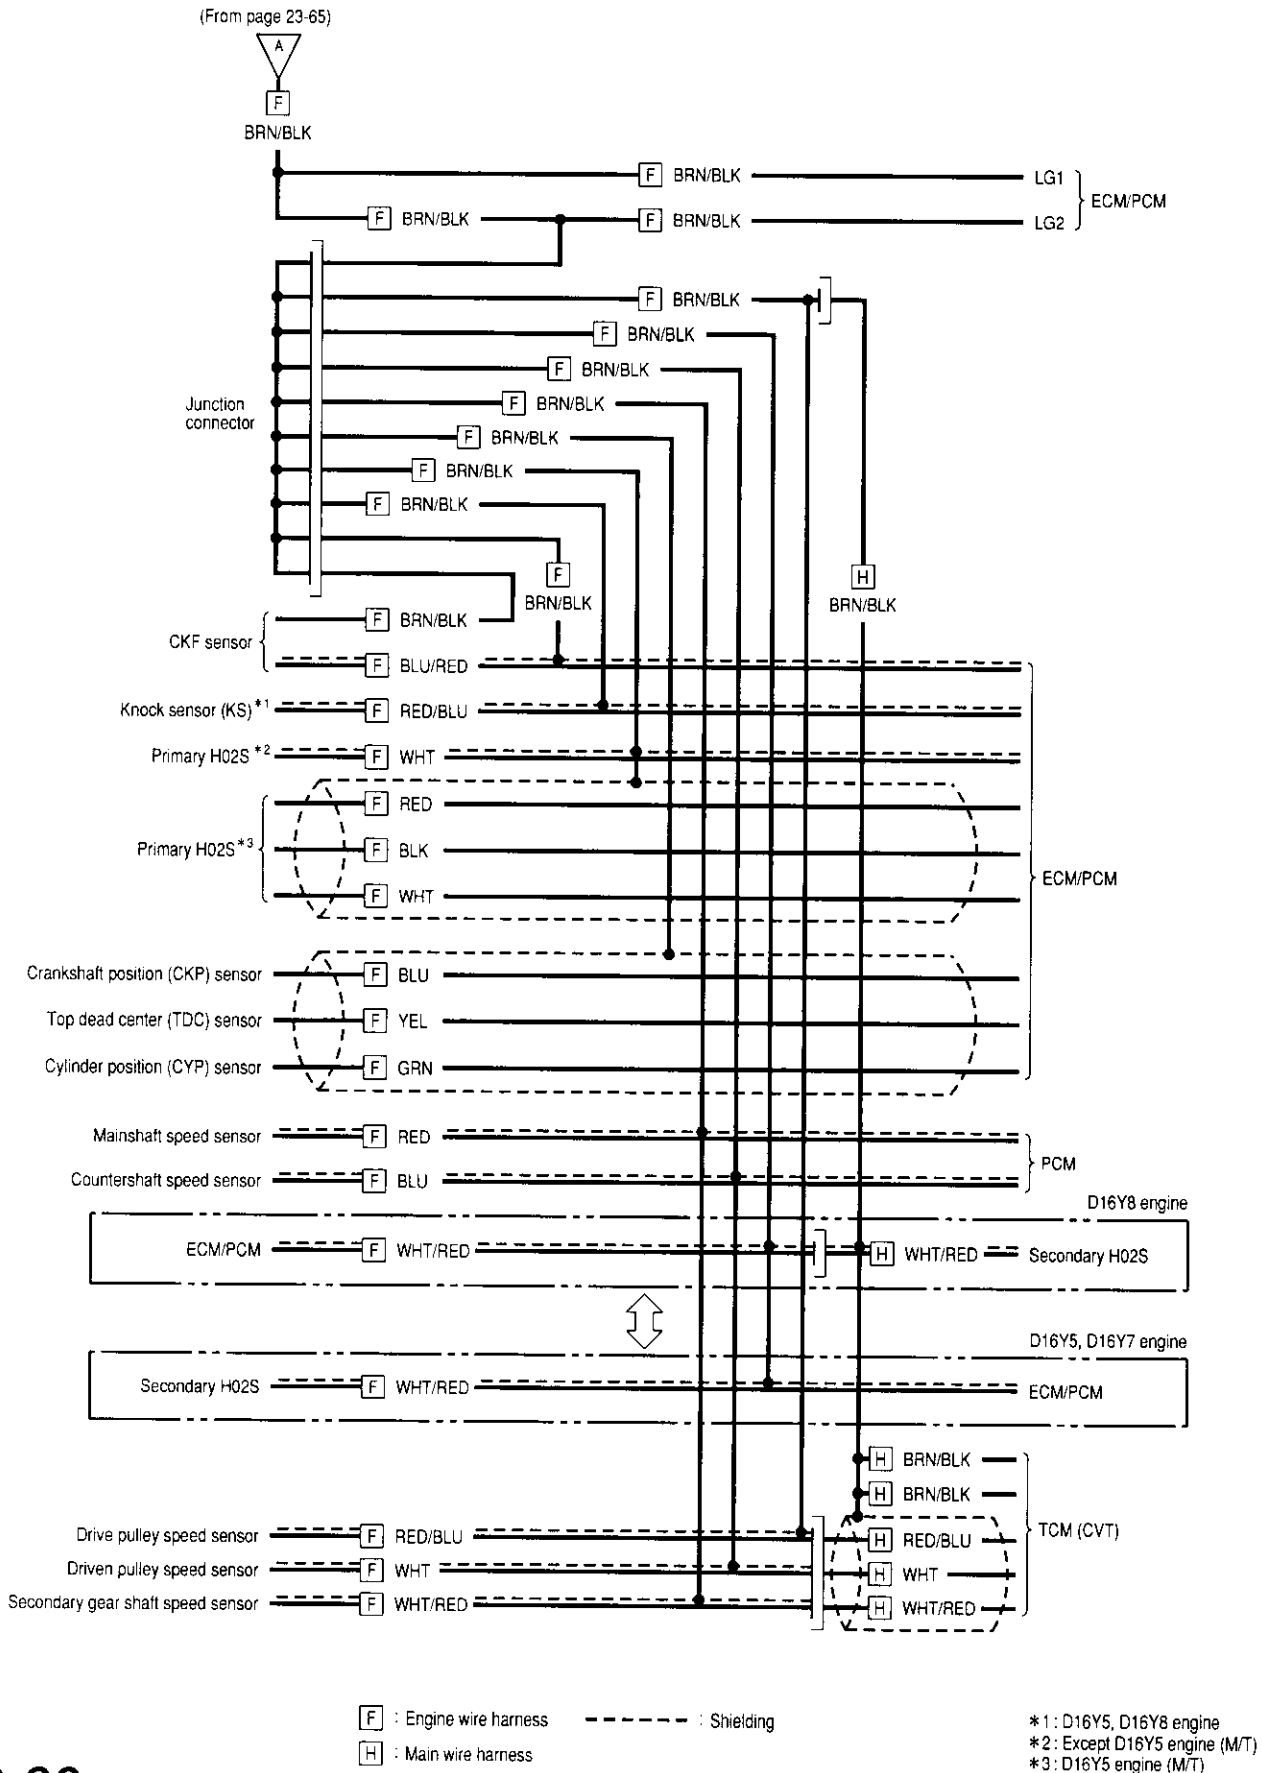 (From page 23-65)
A
F
BRN/BLK
F BRN/BLK LG1
ECM/PCM
F BRN/BLK F BRN/BLK LG2
F BRN/BLK
F BRN/BLK
F BRN/BLK
Junction
connector
F BRN/BLK
F BRN/BLK
F BRN/BLK
F BRN/BLK
F
BRN/BLK
H
BRN/BLK
CKF sensor
F BRN/BLK
F BLU/RED
Knock sensor (KS)*1 F RED/BLU
Primary H02S *2 F WHT
F RED
Primary H02S*3 F BLK
F WHT
ECM/PCM
Crankshaft position (CKP) sensor F BLU
Top dead center (TDC) sensor F YEL
Cylinder position (CYP) sensor F GRN
Mainshaft speed sensor F RED
PCM
Countershaft speed sensor F BLU
D16Y8 engine
ECM/PCM F WHT/RED H WHT/RED Secondary H02S
D16Y5, D16Y7 engine
Secondary H02S F WHT/RED ECM/PCM
H BRN/BLK
H BRN/BLK
TCM (CVT)
Drive pulley speed sensor F RED/BLU H RED/BLU
Driven pulley speed sensor F WHT H WHT
Secondary gear shaft speed sensor F WHT/RED H WHT/RED
F : Engine wire harness : Shielding
H : Main wire harness
*1: D16Y5, D16Y8 engine
*2: Except D16Y5 engine (M/T)
*3: D16Y5 engine (M/T)